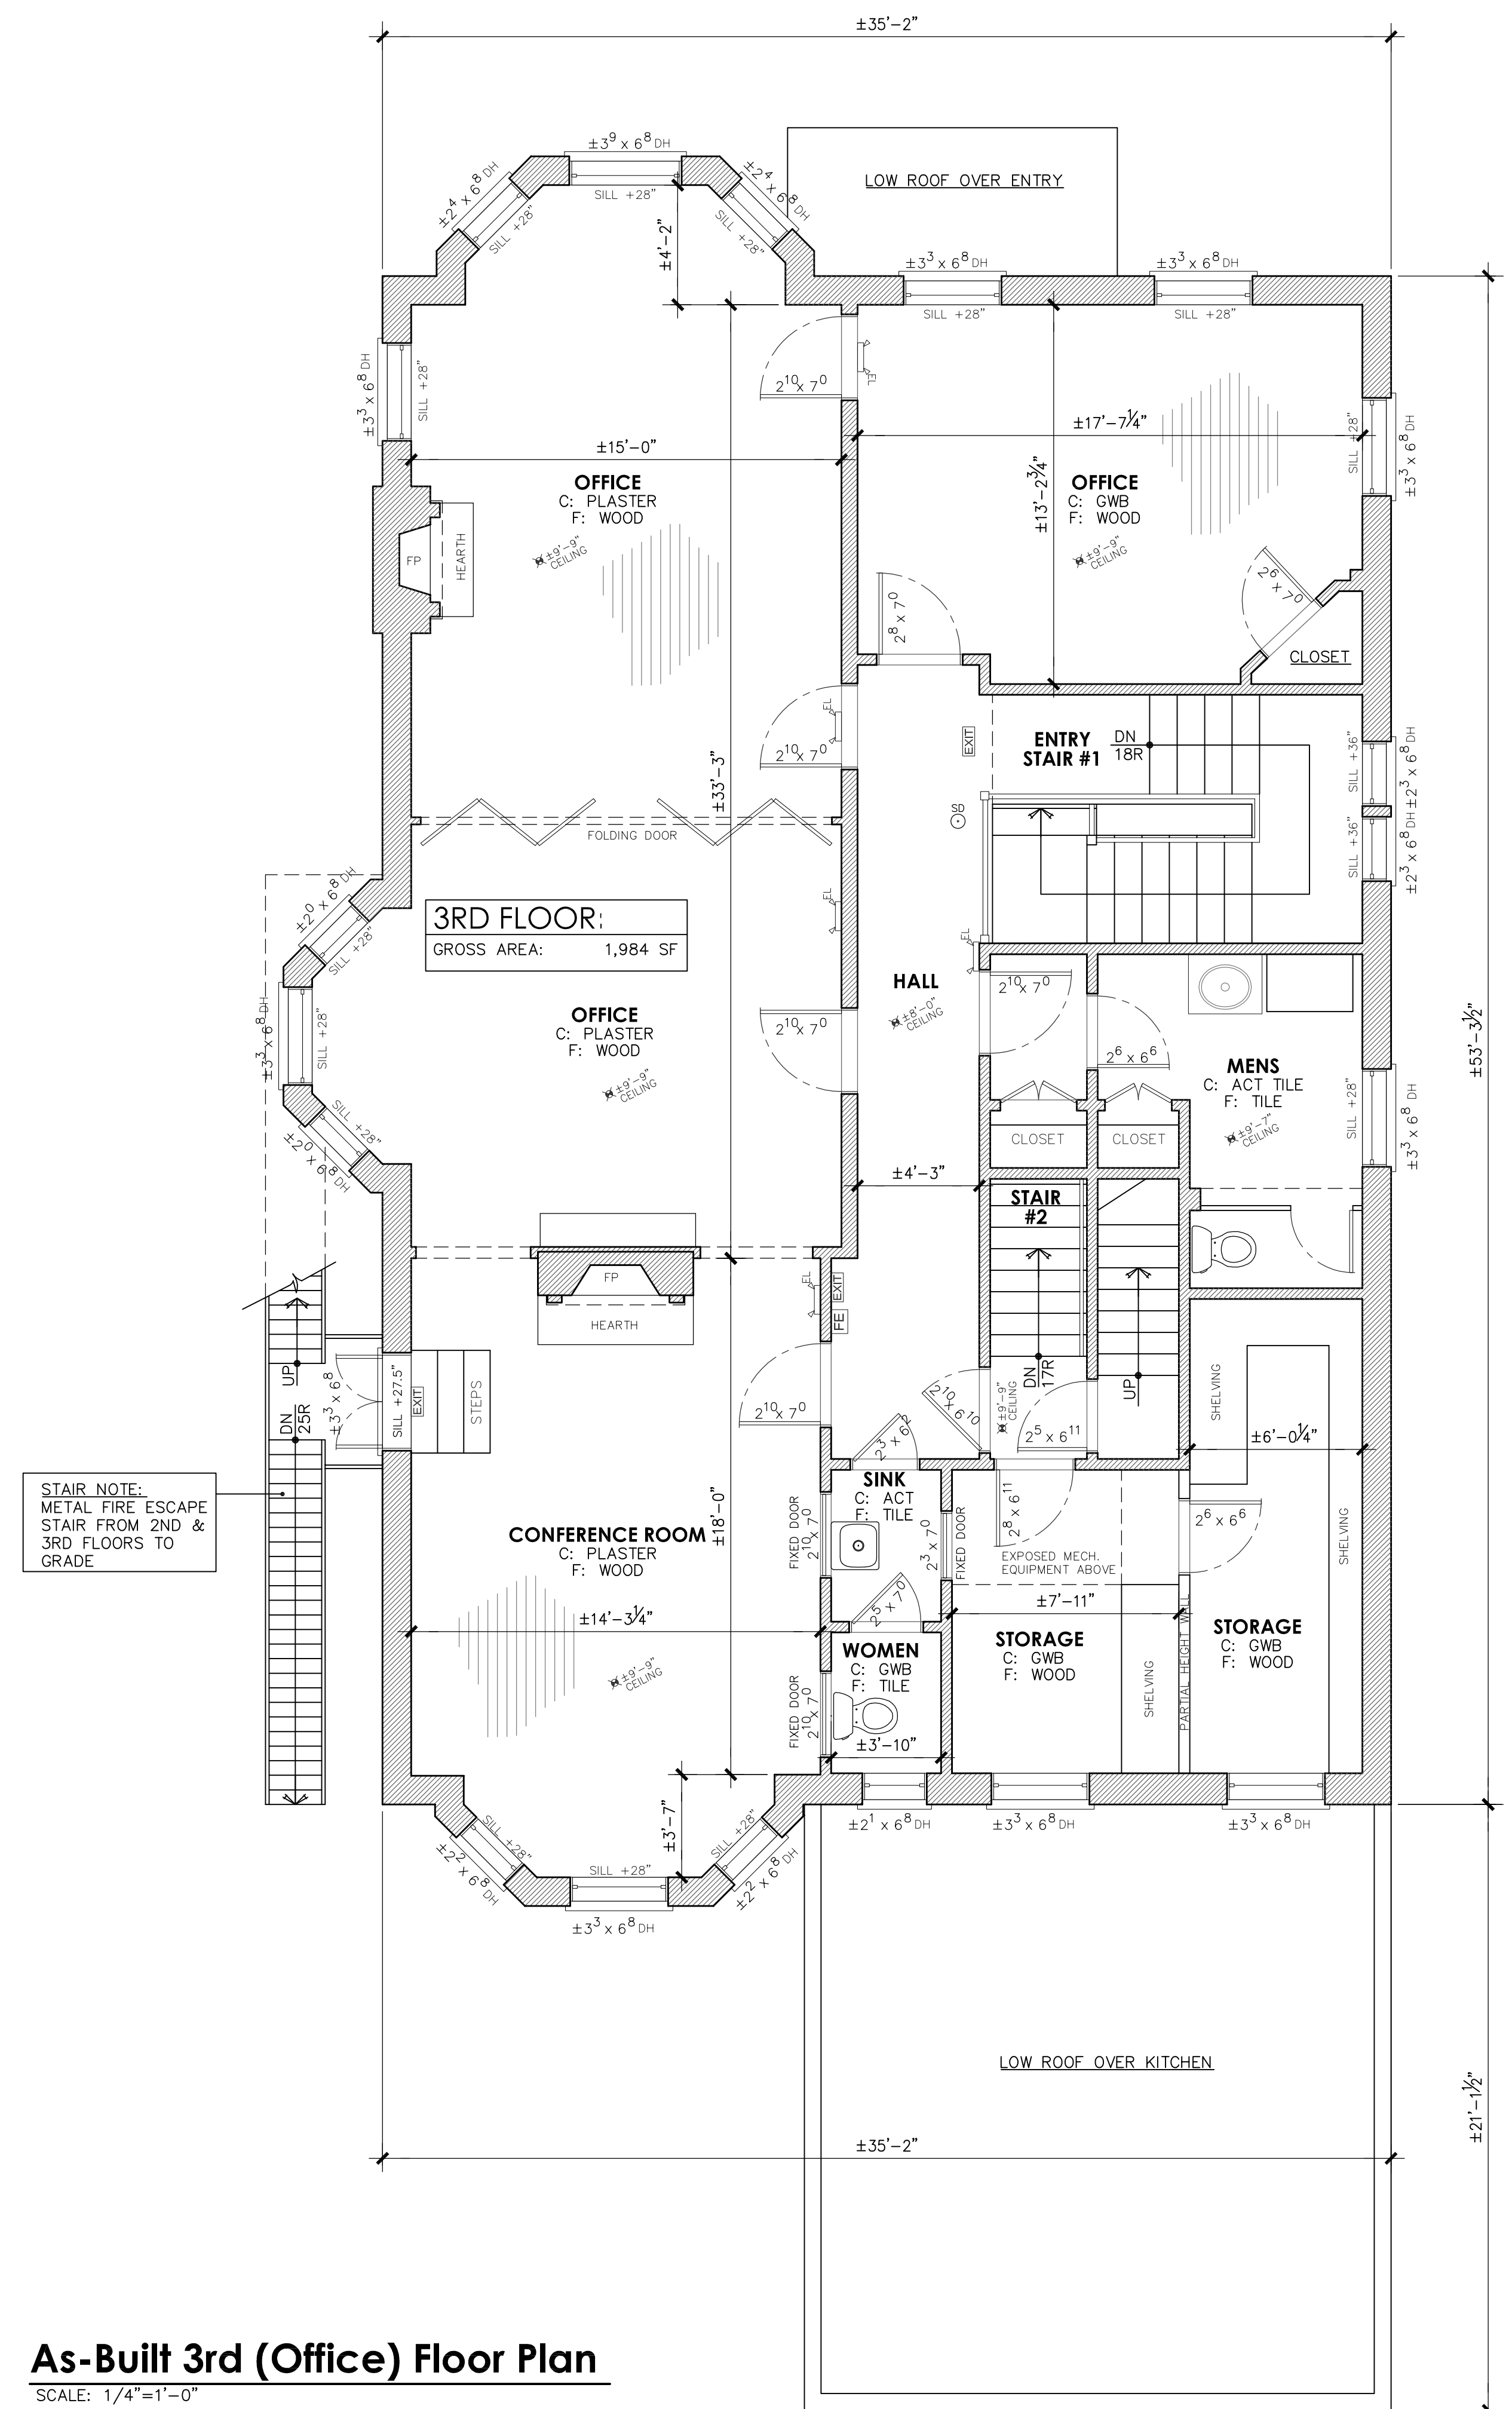 ±35'-2"
±3⁹ x 6⁸ DH
SILL +28"
±2⁴ x 6⁸ DH
SILL +28"
±2⁴ x 6⁸ DH
SILL +28"
±4'-2"
LOW ROOF OVER ENTRY
±3³ x 6⁸ DH
SILL +28"
±3³ x 6⁸ DH
SILL +28"
±3³ x 6⁸ DH
SILL +28"
2¹⁰ x 7⁰
EL
±15'-0"
OFFICE
C: PLASTER
F: WOOD
±9'-9"
CEILING
FP
HEARTH
±33'-3"
±17'-7¼"
±13'-2¾"
OFFICE
C: GWB
F: WOOD
±9'-9"
CEILING
SILL +28"
±3³ x 6⁸ DH
2⁸ x 7⁰
2⁶ x 7⁰
CLOSET
EL
2¹⁰ x 7⁰
EXIT
ENTRY
STAIR #1
DN
18R
SILL +36"
±2³ x 6⁸ DH
SILL +36"
±2³ x 6⁸ DH
SD
FOLDING DOOR
EL
3RD FLOOR:
GROSS AREA: 1,984 SF
±2⁰ x 6⁸ DH
SILL +28"
±3³ x 6⁸ DH
SILL +28"
SILL +28"
±2⁰ x 6⁸ DH
OFFICE
C: PLASTER
F: WOOD
±9'-9"
CEILING
2¹⁰ x 7⁰
HALL
±8'-0"
CEILING
EL
2¹⁰ x 7⁰
2⁶ x 6⁶
MENS
C: ACT TILE
F: TILE
±9'-7"
CEILING
SILL +28"
±3³ x 6⁸ DH
CLOSET
CLOSET
±4'-3"
STAIR
#2
FP
HEARTH
EL
EXIT
FE
UP
DN
25R
±3³ x 6⁸
SILL +27.5"
EXIT
STEPS
2¹⁰ x 7⁰
2¹⁰ x 6¹⁰
DN
17R
±9'-9"
CEILING
UP
2⁵ x 6¹¹
SHELVING
±6'-0¼"
STAIR NOTE:
METAL FIRE ESCAPE
STAIR FROM 2ND &
3RD FLOORS TO
GRADE
2³ x 6²
SINK
C: ACT
F: TILE
FIXED DOOR
2¹⁰ x 7⁰
2³ x 7⁰
FIXED DOOR
2⁸ x 6¹¹
EXPOSED MECH.
EQUIPMENT ABOVE
2⁶ x 6⁶
SHELVING
CONFERENCE ROOM
C: PLASTER
F: WOOD
±18'-0"
±14'-3¼"
±9'-9"
CEILING
2⁵ x 7⁰
WOMEN
C: GWB
F: TILE
FIXED DOOR
2¹⁰ x 7⁰
±3'-10"
±7'-11"
STORAGE
C: GWB
F: WOOD
SHELVING
PARTIAL HEIGHT WALL
STORAGE
C: GWB
F: WOOD
±53'-3½"
±3'-7"
SILL +28"
±2² x 6⁸ DH
SILL +28"
±3³ x 6⁸ DH
SILL +28"
±2² x 6⁸ DH
±2¹ x 6⁸ DH
±3³ x 6⁸ DH
±3³ x 6⁸ DH
LOW ROOF OVER KITCHEN
±21'-1½"
±35'-2"
As-Built 3rd (Office) Floor Plan
SCALE: 1/4"=1'-0"